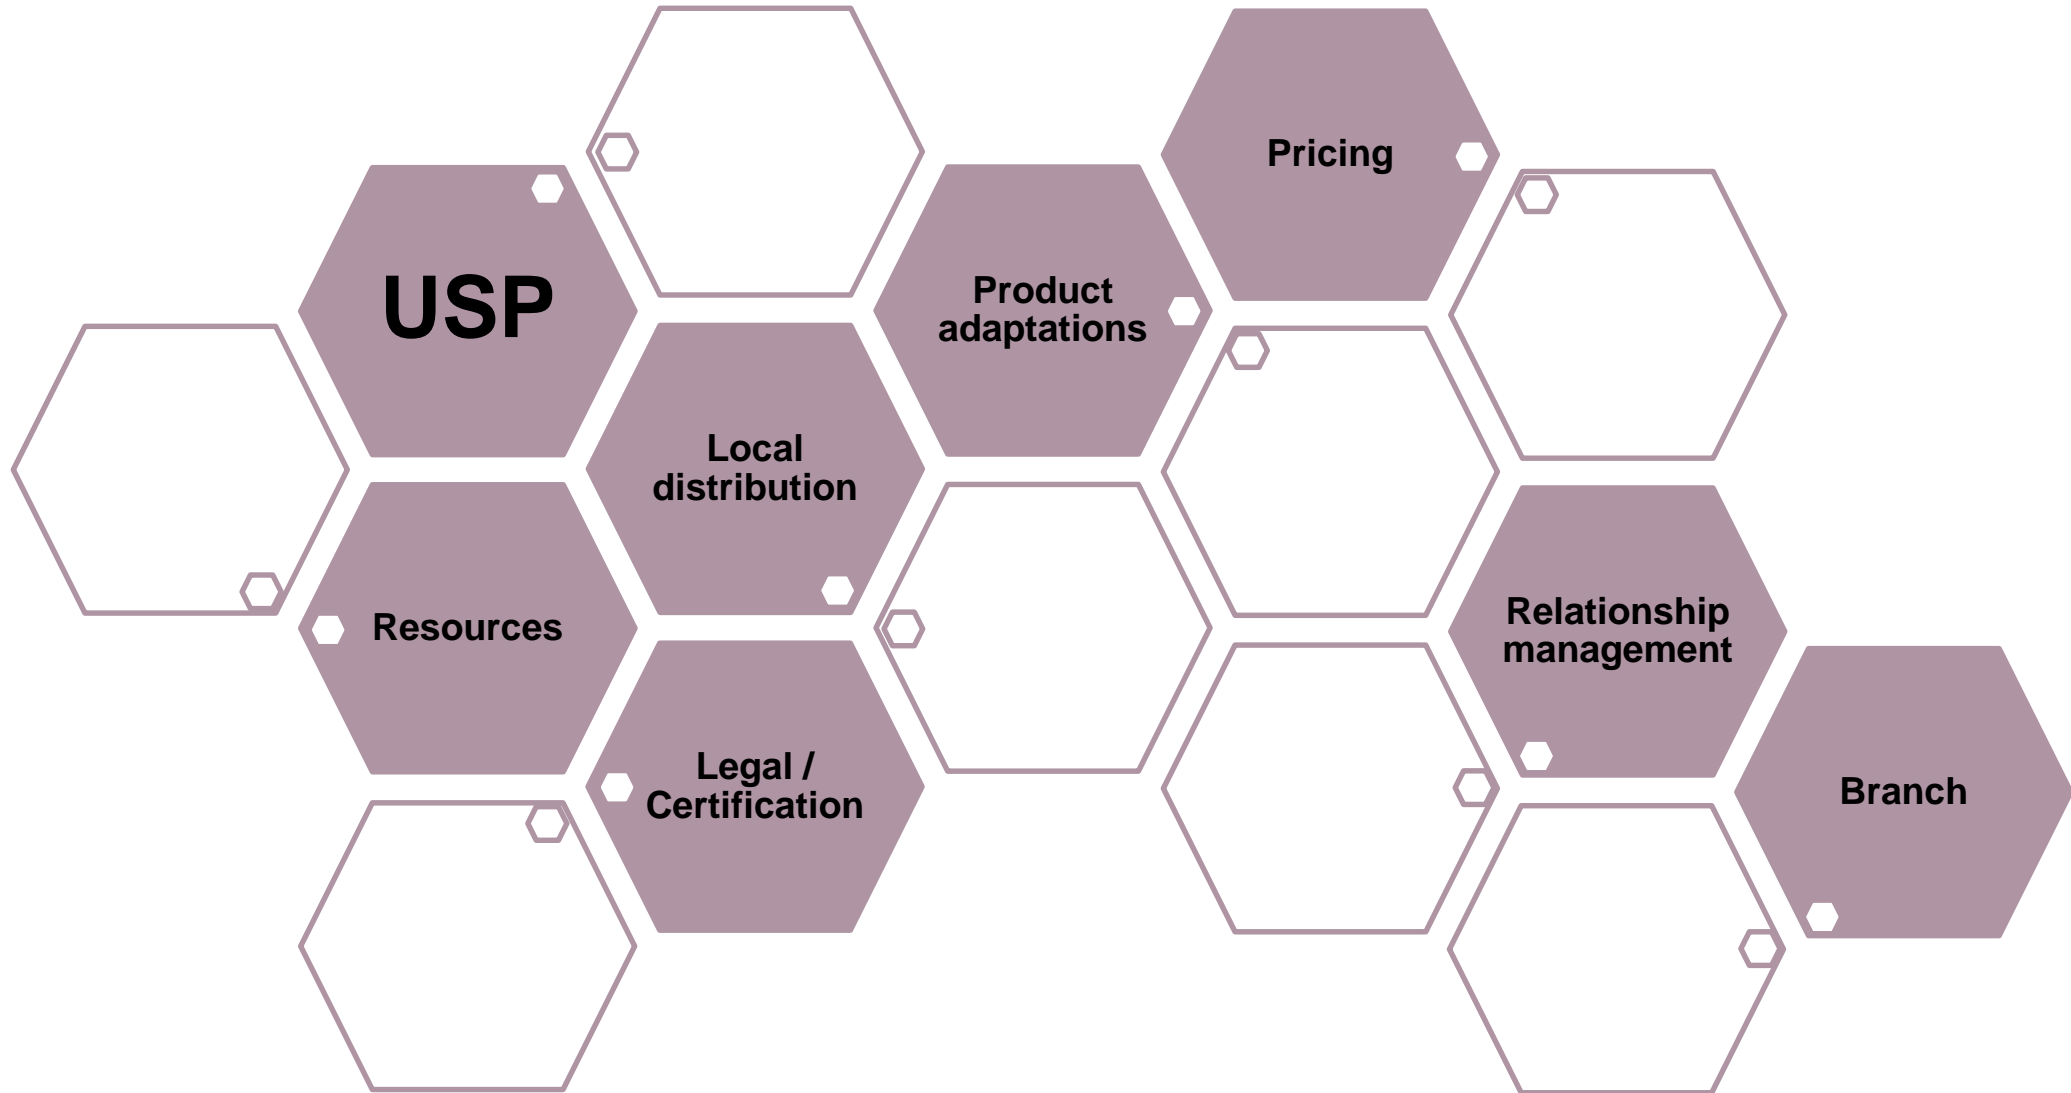 Pricing
USP
Product
adaptations
Local
distribution
Resources
Relationship
management
Legal /
Certification
Branch